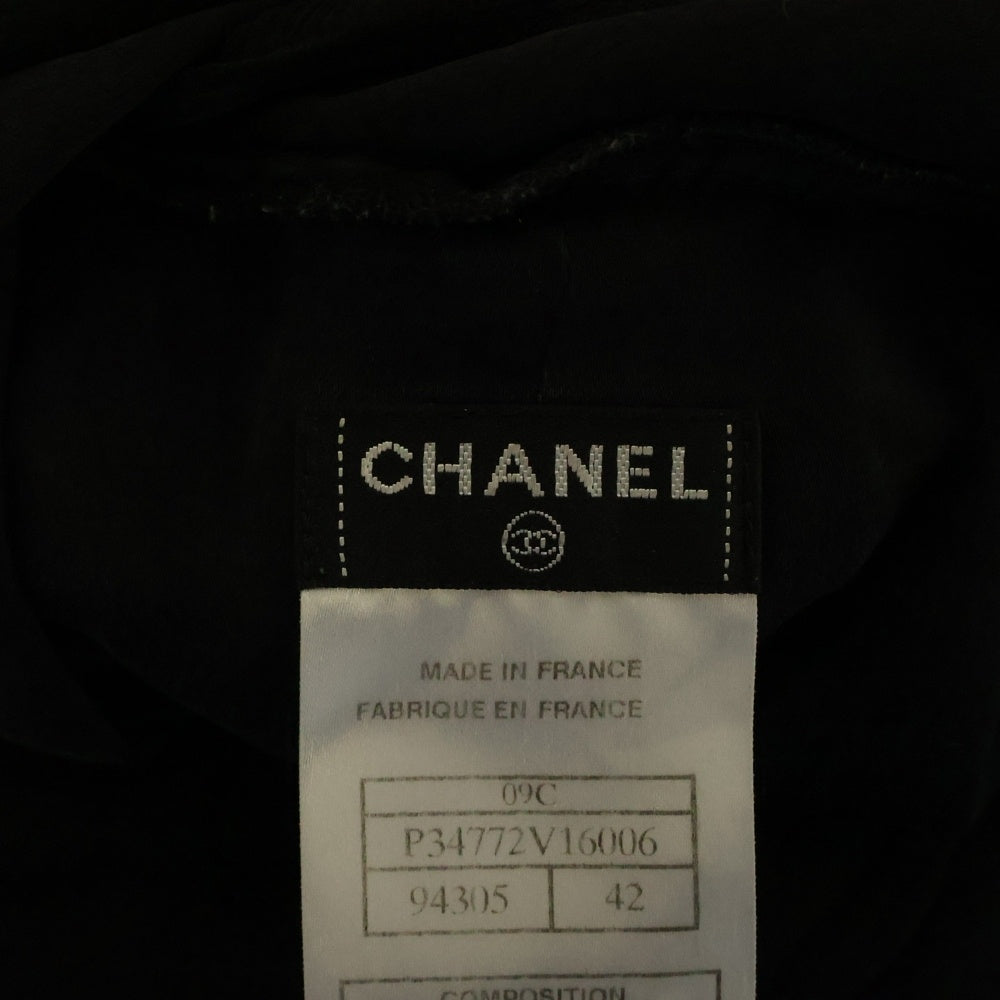 CHANEL
MADE IN FRANCE
FABRIQUE EN FRANCE
09C
P34772V16006
94305 42
COMPOSITION